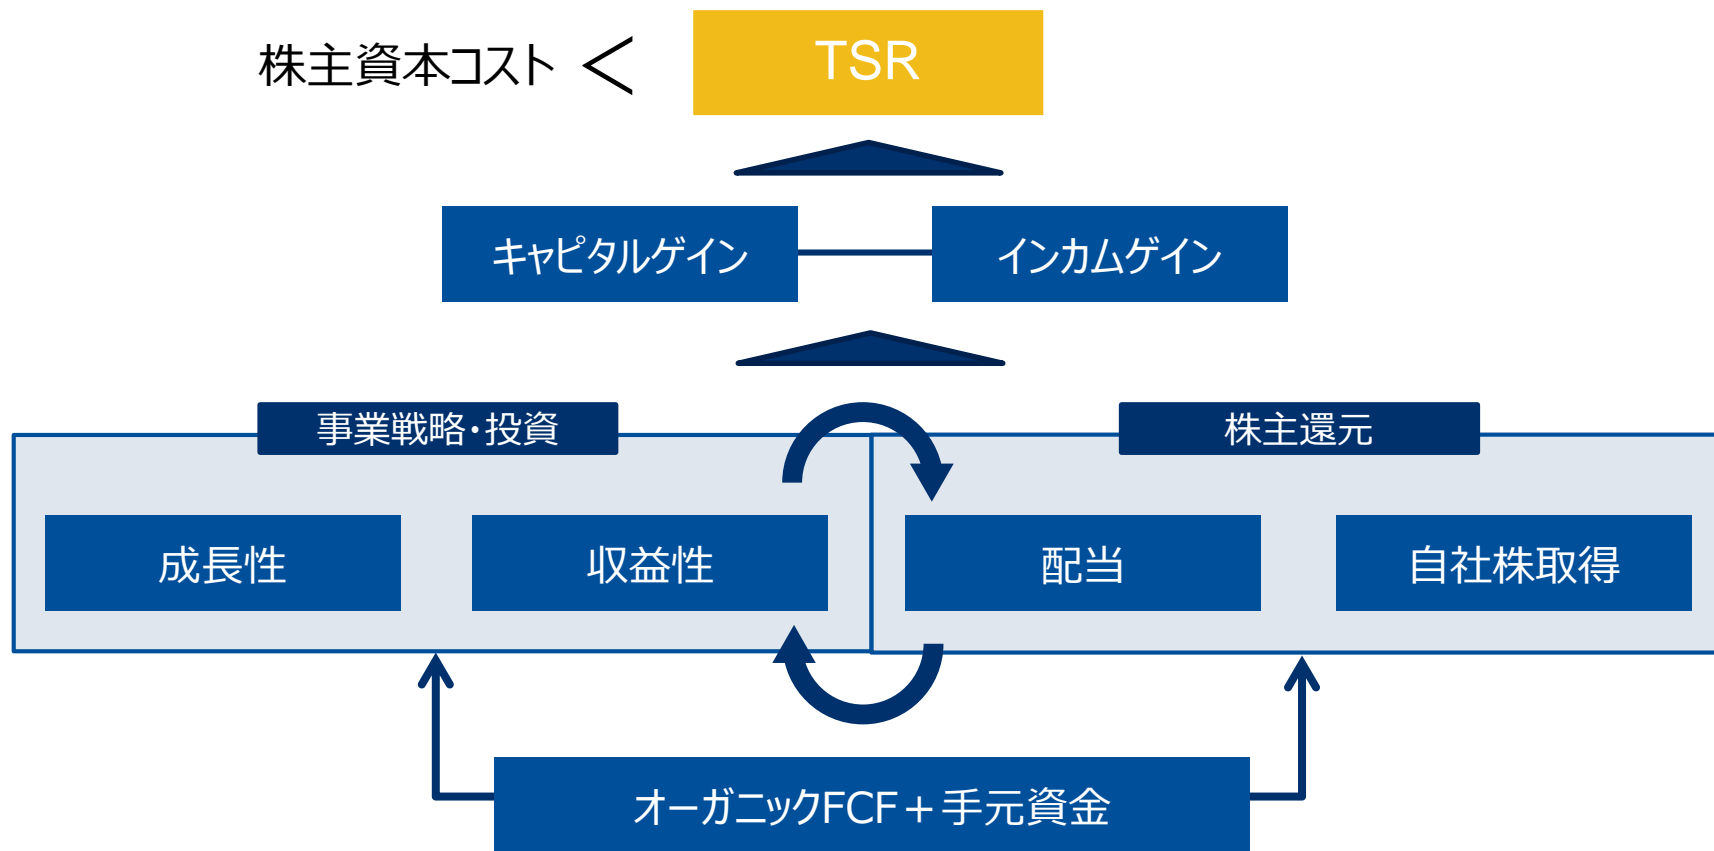 株主資本コスト <
TSR
キャピタルゲイン
インカムゲイン
事業戦略・投資
株主還元
成長性
収益性
配当
自社株取得
オーガニックFCF+手元資金